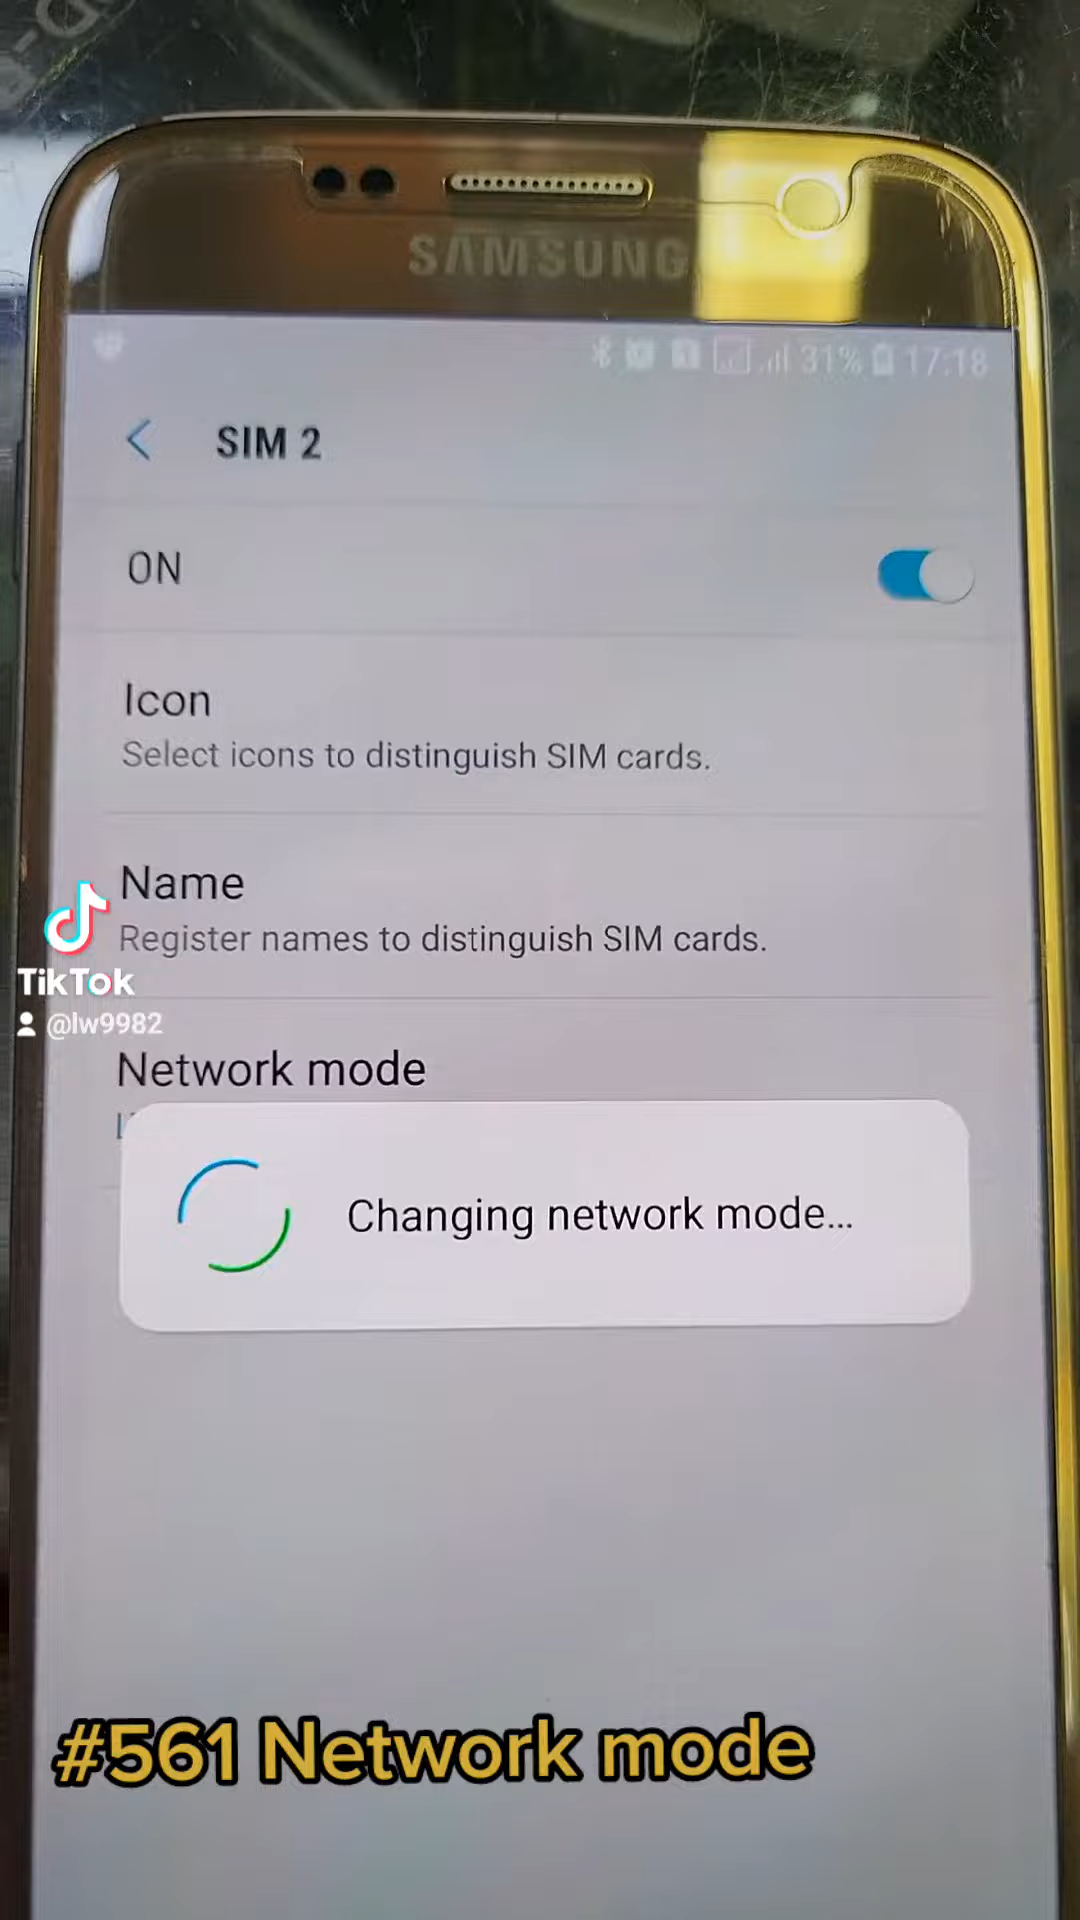 SAMSUNG
31% 17:18
SIM 2
ON
Icon
Select icons to distinguish SIM cards.
Name
Register names to distinguish SIM cards.
TikTok
@lw9982
Network mode
Changing network mode...
#561 Network mode